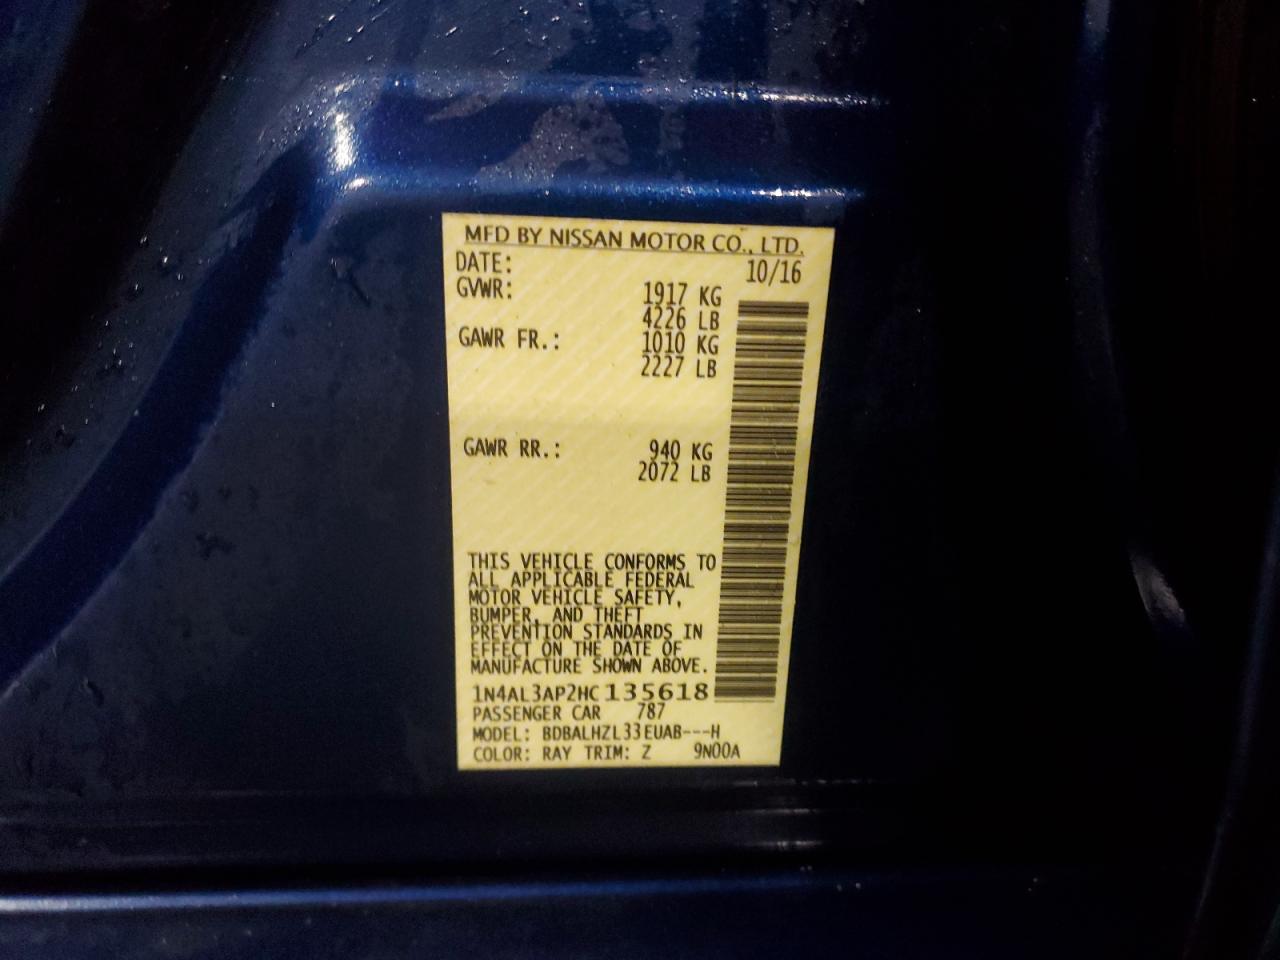 MFD BY NISSAN MOTOR CO., LTD.
DATE: 10/16
GVWR: 1917 KG
4226 LB
GAWR FR.: 1010 KG
2227 LB
GAWR RR.: 940 KG
2072 LB
THIS VEHICLE CONFORMS TO
ALL APPLICABLE FEDERAL
MOTOR VEHICLE SAFETY,
BUMPER, AND THEFT
PREVENTION STANDARDS IN
EFFECT ON THE DATE OF
MANUFACTURE SHOWN ABOVE.
1N4AL3AP2HC135618
PASSENGER CAR 787
MODEL: BDBALHZL33EUAB---H
COLOR: RAY TRIM: Z 9N00A